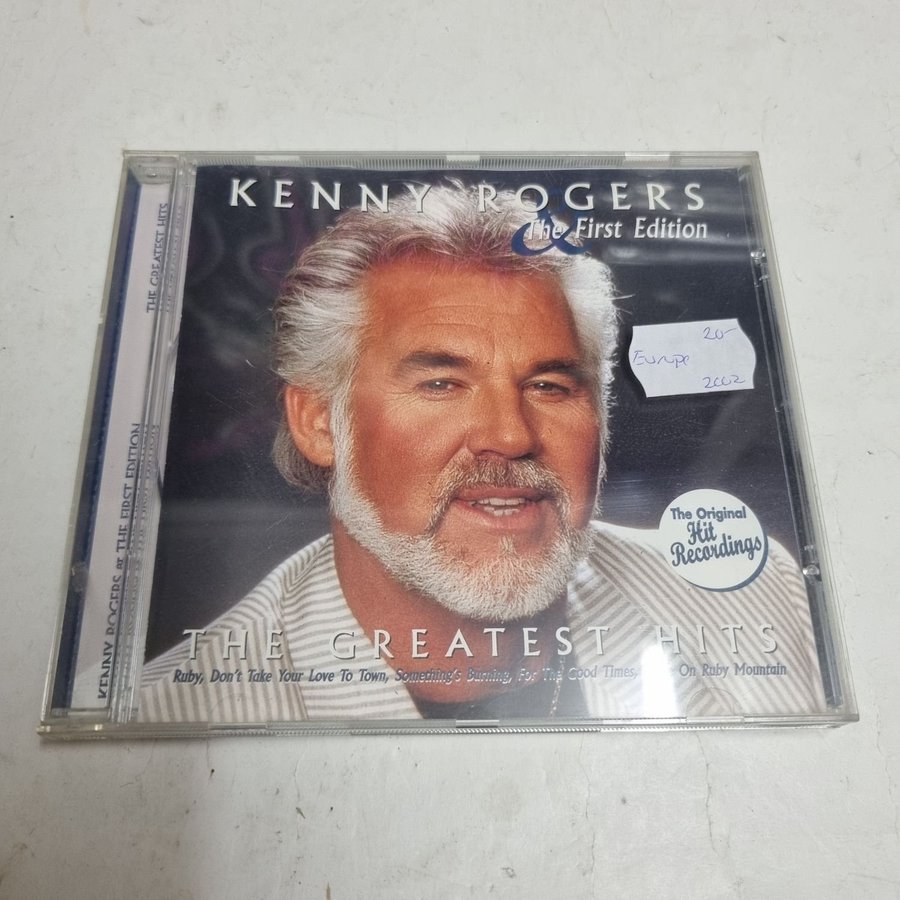 KENNY ROGERS
& The First Edition
20-
Europe
2002
The Original
Hit
Recordings
THE GREATEST HITS
Ruby, Don't Take Your Love To Town, Something's Burning, For The Good Times, On Ruby Mountain
KENNY ROGERS & THE FIRST EDITION
THE GREATEST HITS